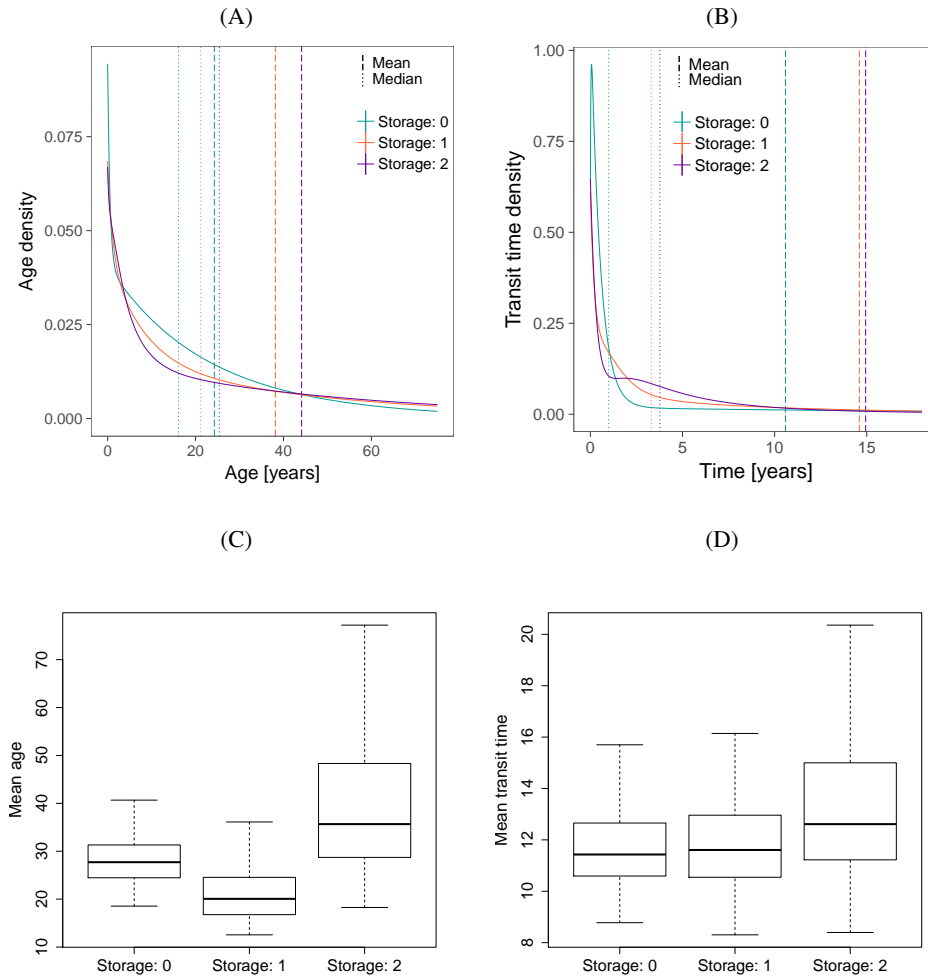 (A)
Mean
Median
Storage: 0
Storage: 1
Storage: 2
0.075
0.050
0.025
0.000
Age density
0
20
40
60
Age [years]
(B)
Mean
Median
Storage: 0
Storage: 1
Storage: 2
1.00
0.75
0.50
0.25
0.00
Transit time density
0
5
10
15
Time [years]
(C)
70
60
50
40
30
20
10
Mean age
Storage: 0
Storage: 1
Storage: 2
(D)
20
18
16
14
12
10
8
Mean transit time
Storage: 0
Storage: 1
Storage: 2